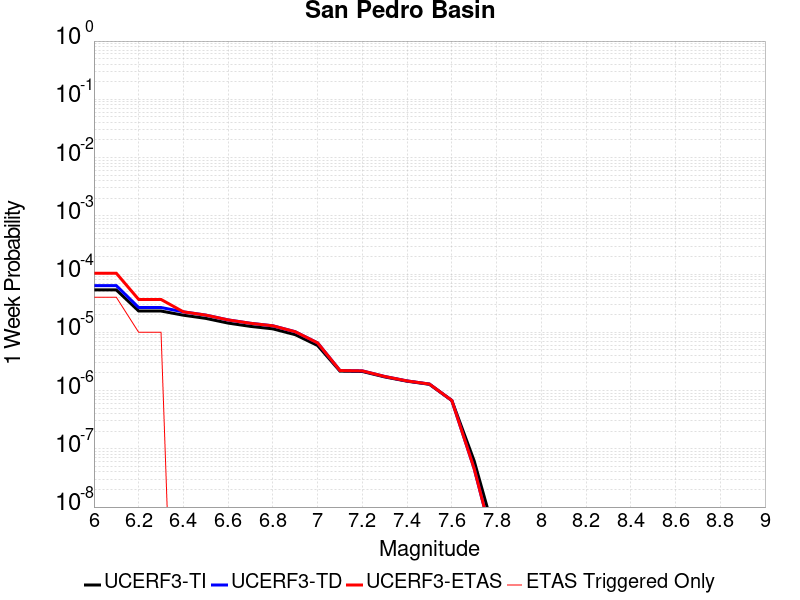 San Pedro Basin
1 Week Probability
10^0
10^-1
10^-2
10^-3
10^-4
10^-5
10^-6
10^-7
10^-8
6 6.2 6.4 6.6 6.8 7 7.2 7.4 7.6 7.8 8 8.2 8.4 8.6 8.8 9
Magnitude
UCERF3-TI UCERF3-TD UCERF3-ETAS ETAS Triggered Only